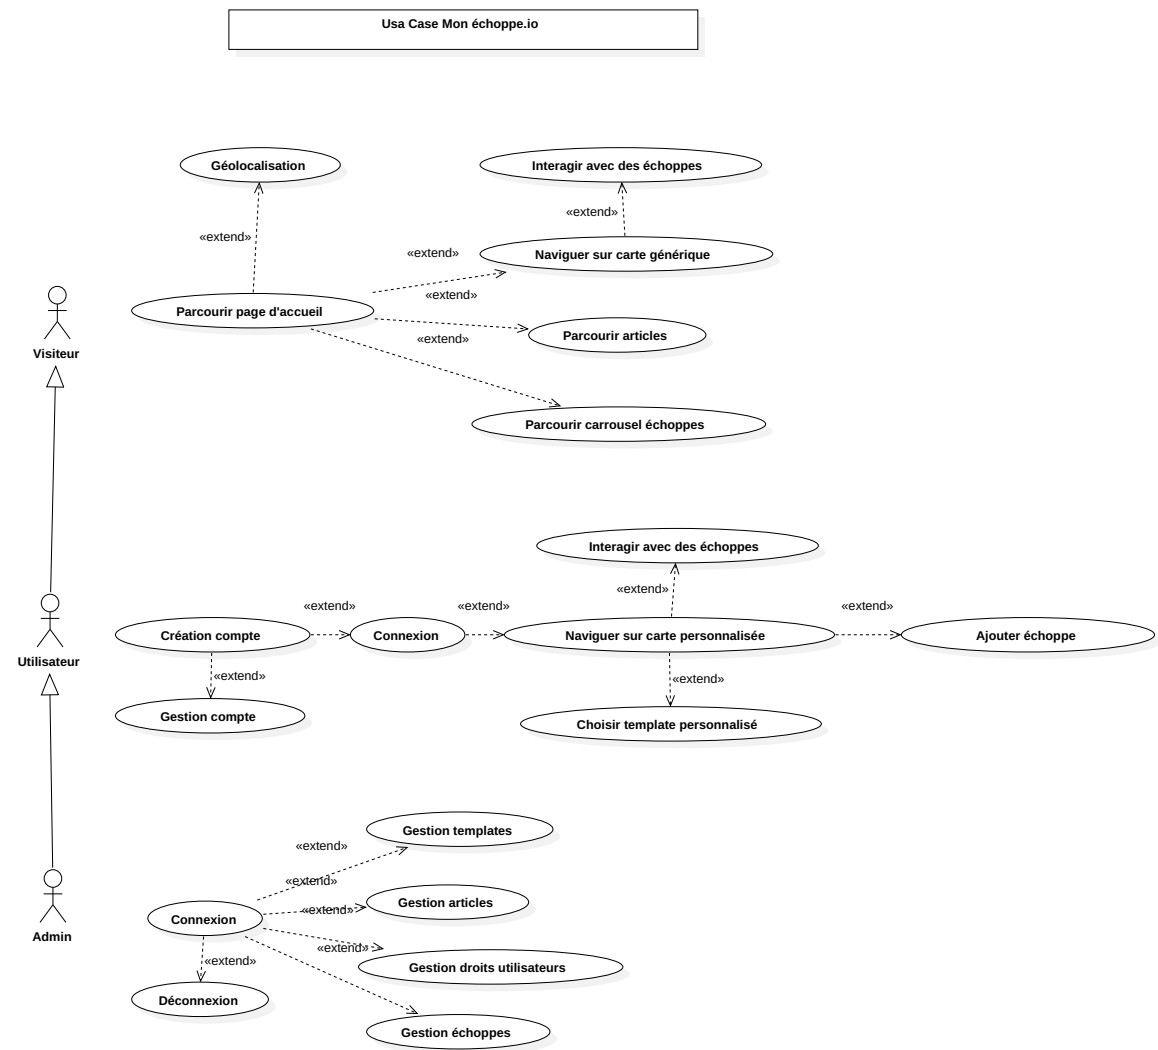 Usa Case Mon échoppe.io
Géolocalisation
Interagir avec des échoppes
«extend»
«extend»
«extend»
Naviguer sur carte générique
«extend»
Parcourir page d'accueil
Parcourir articles
«extend»
Visiteur
Parcourir carrousel échoppes
Interagir avec des échoppes
«extend»
«extend»
«extend»
«extend»
Création compte
Connexion
Naviguer sur carte personnalisée
Ajouter échoppe
Utilisateur
«extend»
«extend»
Gestion compte
Choisir template personnalisé
Gestion templates
«extend»
«extend»
Gestion articles
«extend»
Connexion
Admin
«extend»
«extend»
Gestion droits utilisateurs
Déconnexion
Gestion échoppes